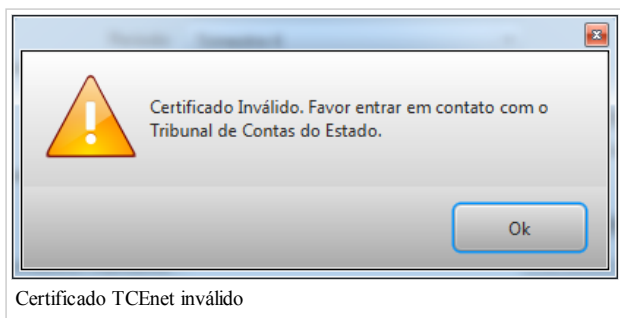 Certificado Inválido. Favor entrar em contato com o
Tribunal de Contas do Estado.
Ok
Certificado TCEnet inválido